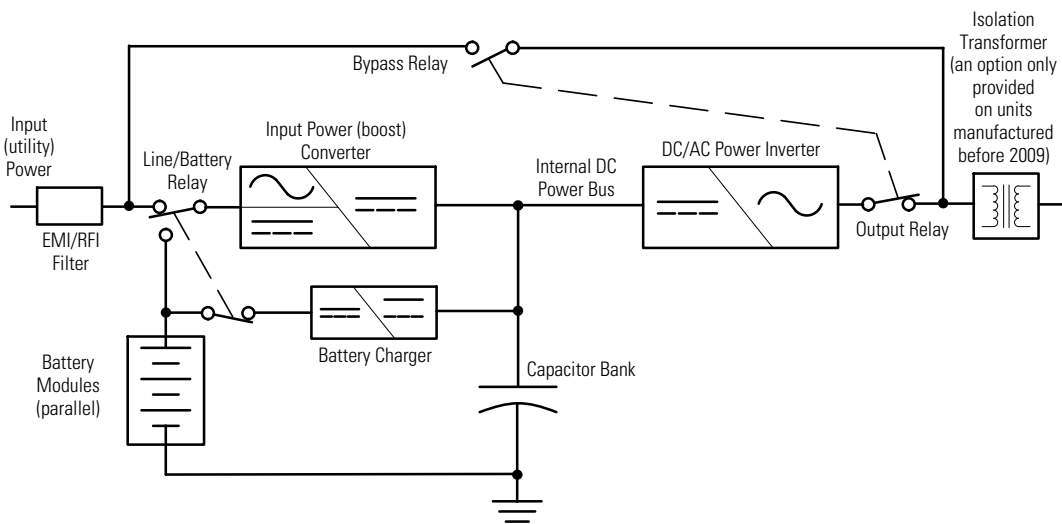 Isolation
Transformer
(an option only
provided
on units
manufactured
before 2009)
Bypass Relay
Input
(utility)
Power
Line/Battery
Relay
Input Power (boost)
Converter
Internal DC
Power Bus
DC/AC Power Inverter
EMI/RFI
Filter
Output Relay
Battery Charger
Battery
Modules
(parallel)
Capacitor Bank